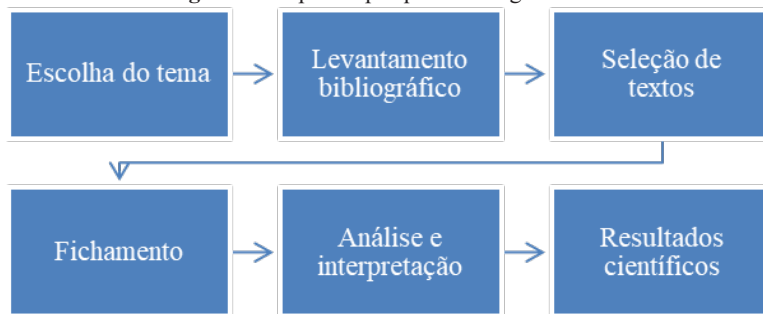 Escolha do tema
Levantamento
bibliográfico
Seleção de
textos
Fichamento
Análise e
interpretação
Resultados
científicos